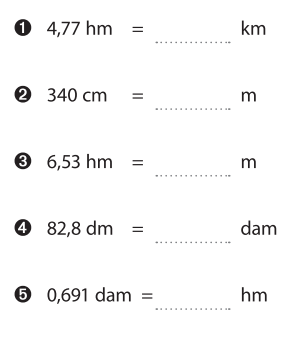 ❶ 4,77 hm = .................. km
❷ 340 cm = .................. m
❸ 6,53 hm = .................. m
❹ 82,8 dm = .................. dam
❺ 0,691 dam = .................. hm